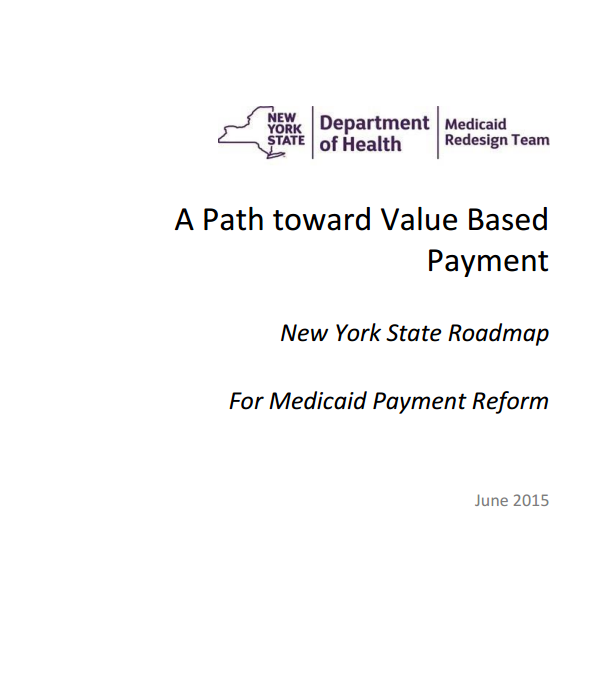 NEW
YORK
STATE
Department
of Health
Medicaid
Redesign Team
A Path toward Value Based
Payment
New York State Roadmap
For Medicaid Payment Reform
June 2015